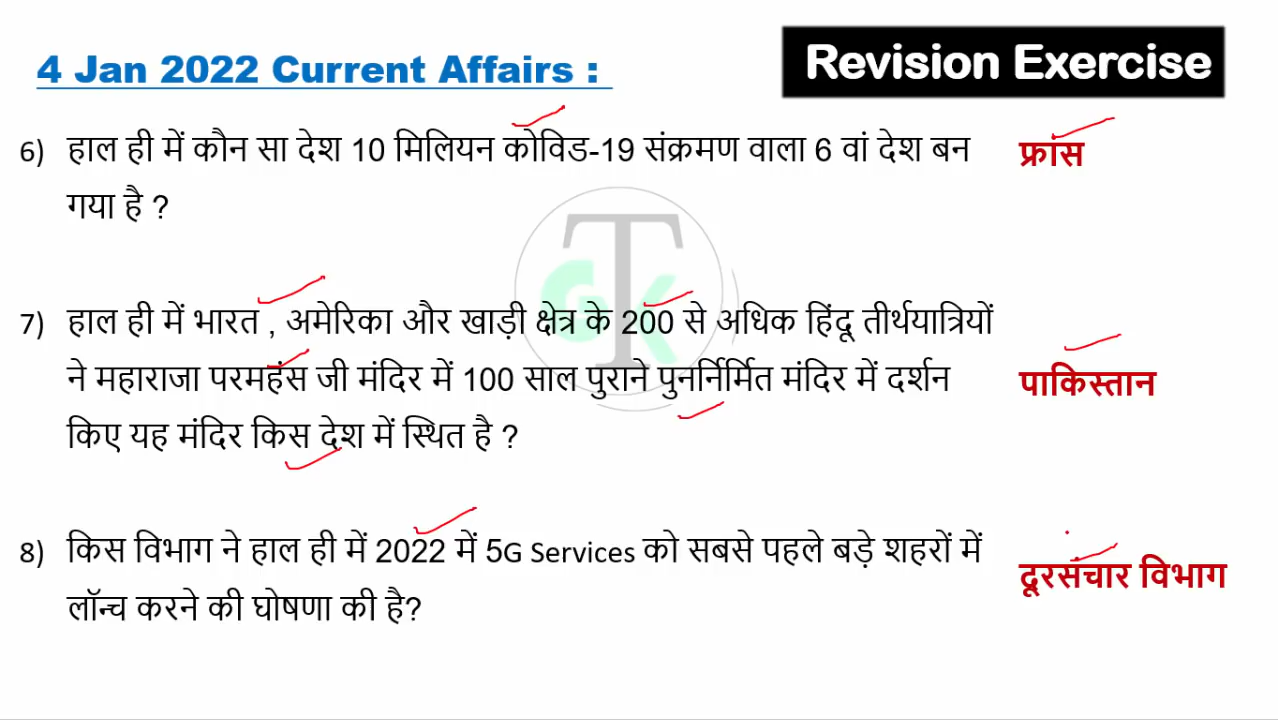 4 Jan 2022 Current Affairs :
Revision Exercise
6) हाल ही में कौन सा देश 10 मिलियन कोविड-19 संक्रमण वाला 6 वां देश बन
गया है ?
फ्रांस
7) हाल ही में भारत , अमेरिका और खाड़ी क्षेत्र के 200 से अधिक हिंदू तीर्थयात्रियों
ने महाराजा परमहंस जी मंदिर में 100 साल पुराने पुनर्निर्मित मंदिर में दर्शन
किए यह मंदिर किस देश में स्थित है ?
पाकिस्तान
8) किस विभाग ने हाल ही में 2022 में 5G Services को सबसे पहले बड़े शहरों में
लॉन्च करने की घोषणा की है?
दूरसंचार विभाग
GTK